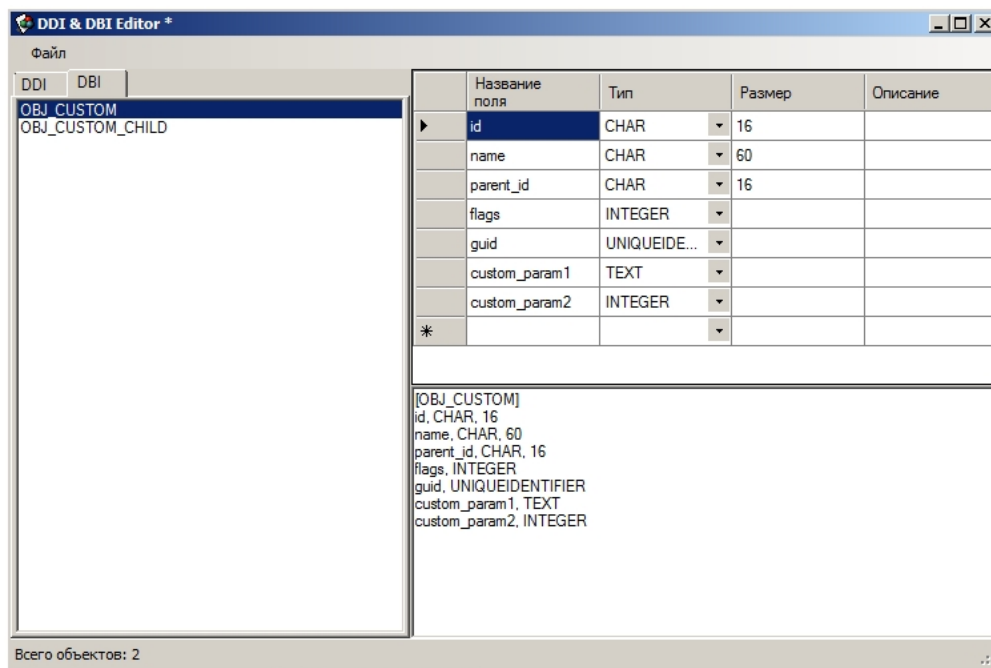 DDI & DBI Editor *
Файл
DDI DBI
OBJ_CUSTOM
OBJ_CUSTOM_CHILD
Название поля Тип Размер Описание
id CHAR 16
name CHAR 60
parent_id CHAR 16
flags INTEGER
guid UNIQUEIDE...
custom_param1 TEXT
custom_param2 INTEGER
[OBJ_CUSTOM]
id, CHAR, 16
name, CHAR, 60
parent_id, CHAR, 16
flags, INTEGER
guid, UNIQUEIDENTIFIER
custom_param1, TEXT
custom_param2, INTEGER
Всего объектов: 2